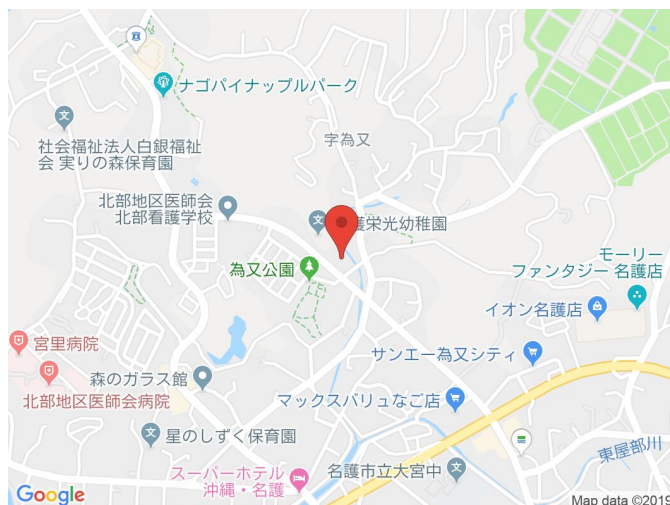 ナゴパイナップルパーク
社会福祉法人白銀福祉
会 実りの森保育園
字為又
北部地区医師会
北部看護学校
護栄光幼稚園
為又公園
モーリー
ファンタジー 名護店
イオン名護店
宮里病院
サンエー為又シティ
北部地区医師会病院
森のガラス館
マックスバリュなご店
星のしずく保育園
東屋部川
スーパーホテル
沖縄・名護
名護市立大宮中
Google
Map data ©2019